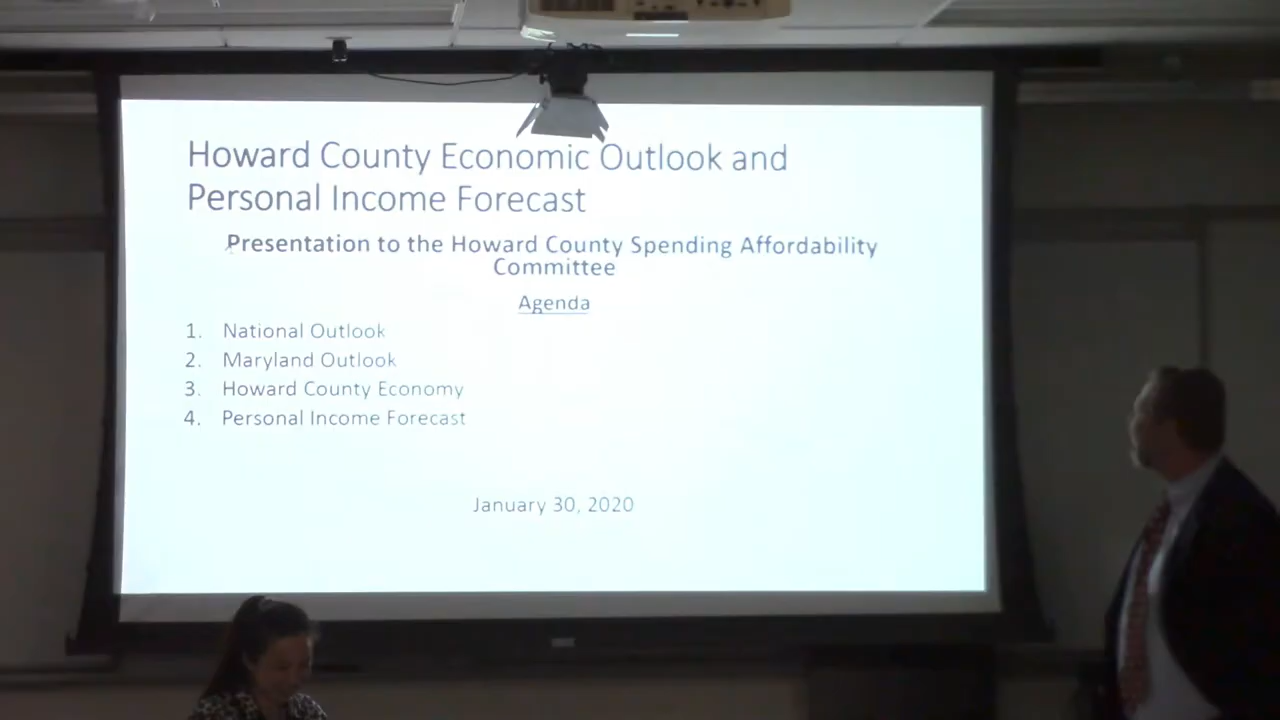 Howard County Economic Outlook and
Personal Income Forecast
Presentation to the Howard County Spending Affordability
Committee
Agenda
1. National Outlook
2. Maryland Outlook
3. Howard County Economy
4. Personal Income Forecast
January 30, 2020